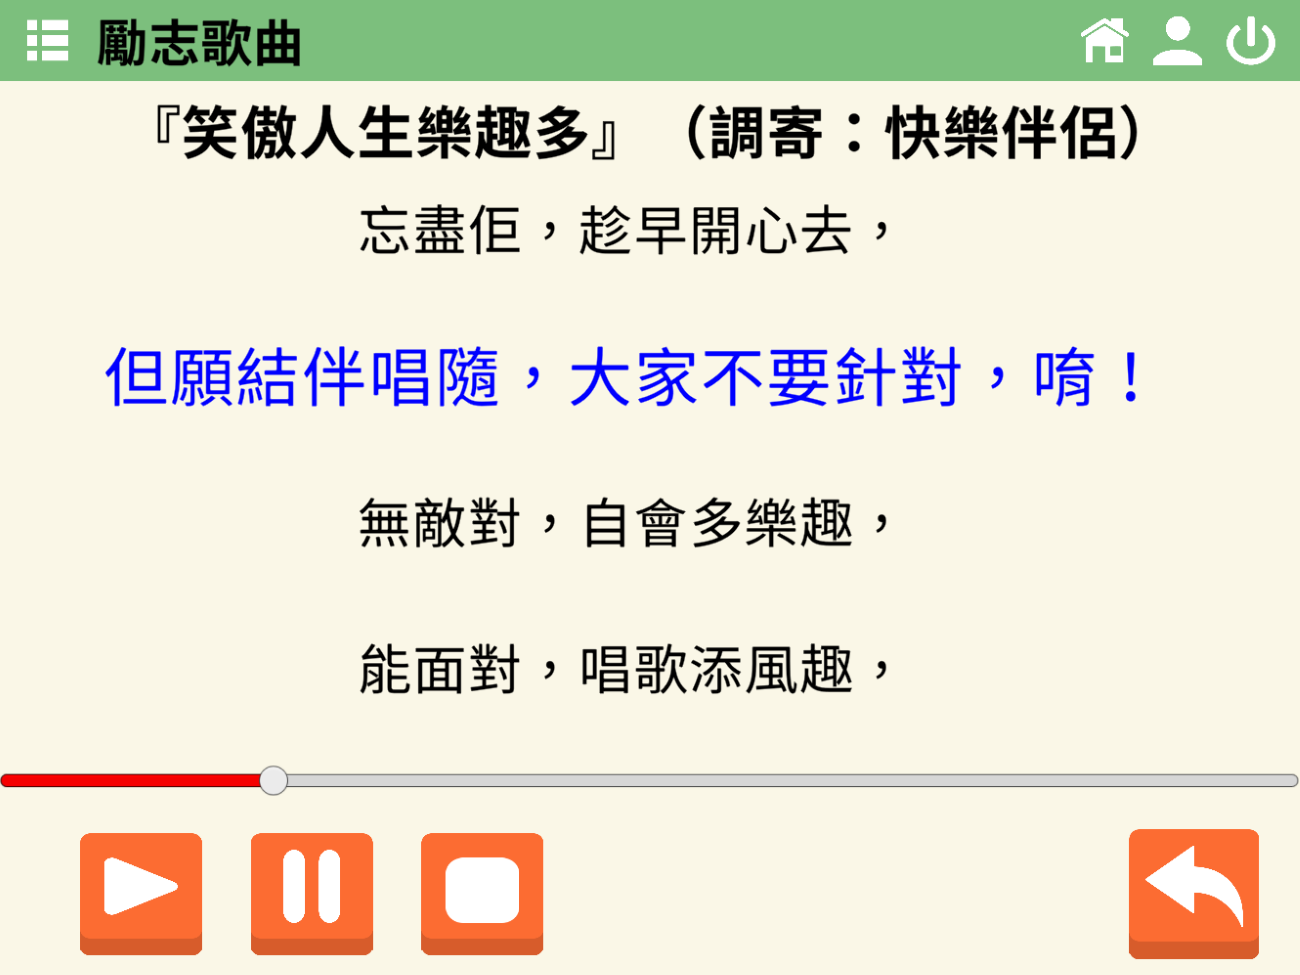 勵志歌曲
『笑傲人生樂趣多』（調寄：快樂伴侶）
忘盡佢，趁早開心去，
但願結伴唱隨，大家不要針對，唷！
無敵對，自會多樂趣，
能面對，唱歌添風趣，